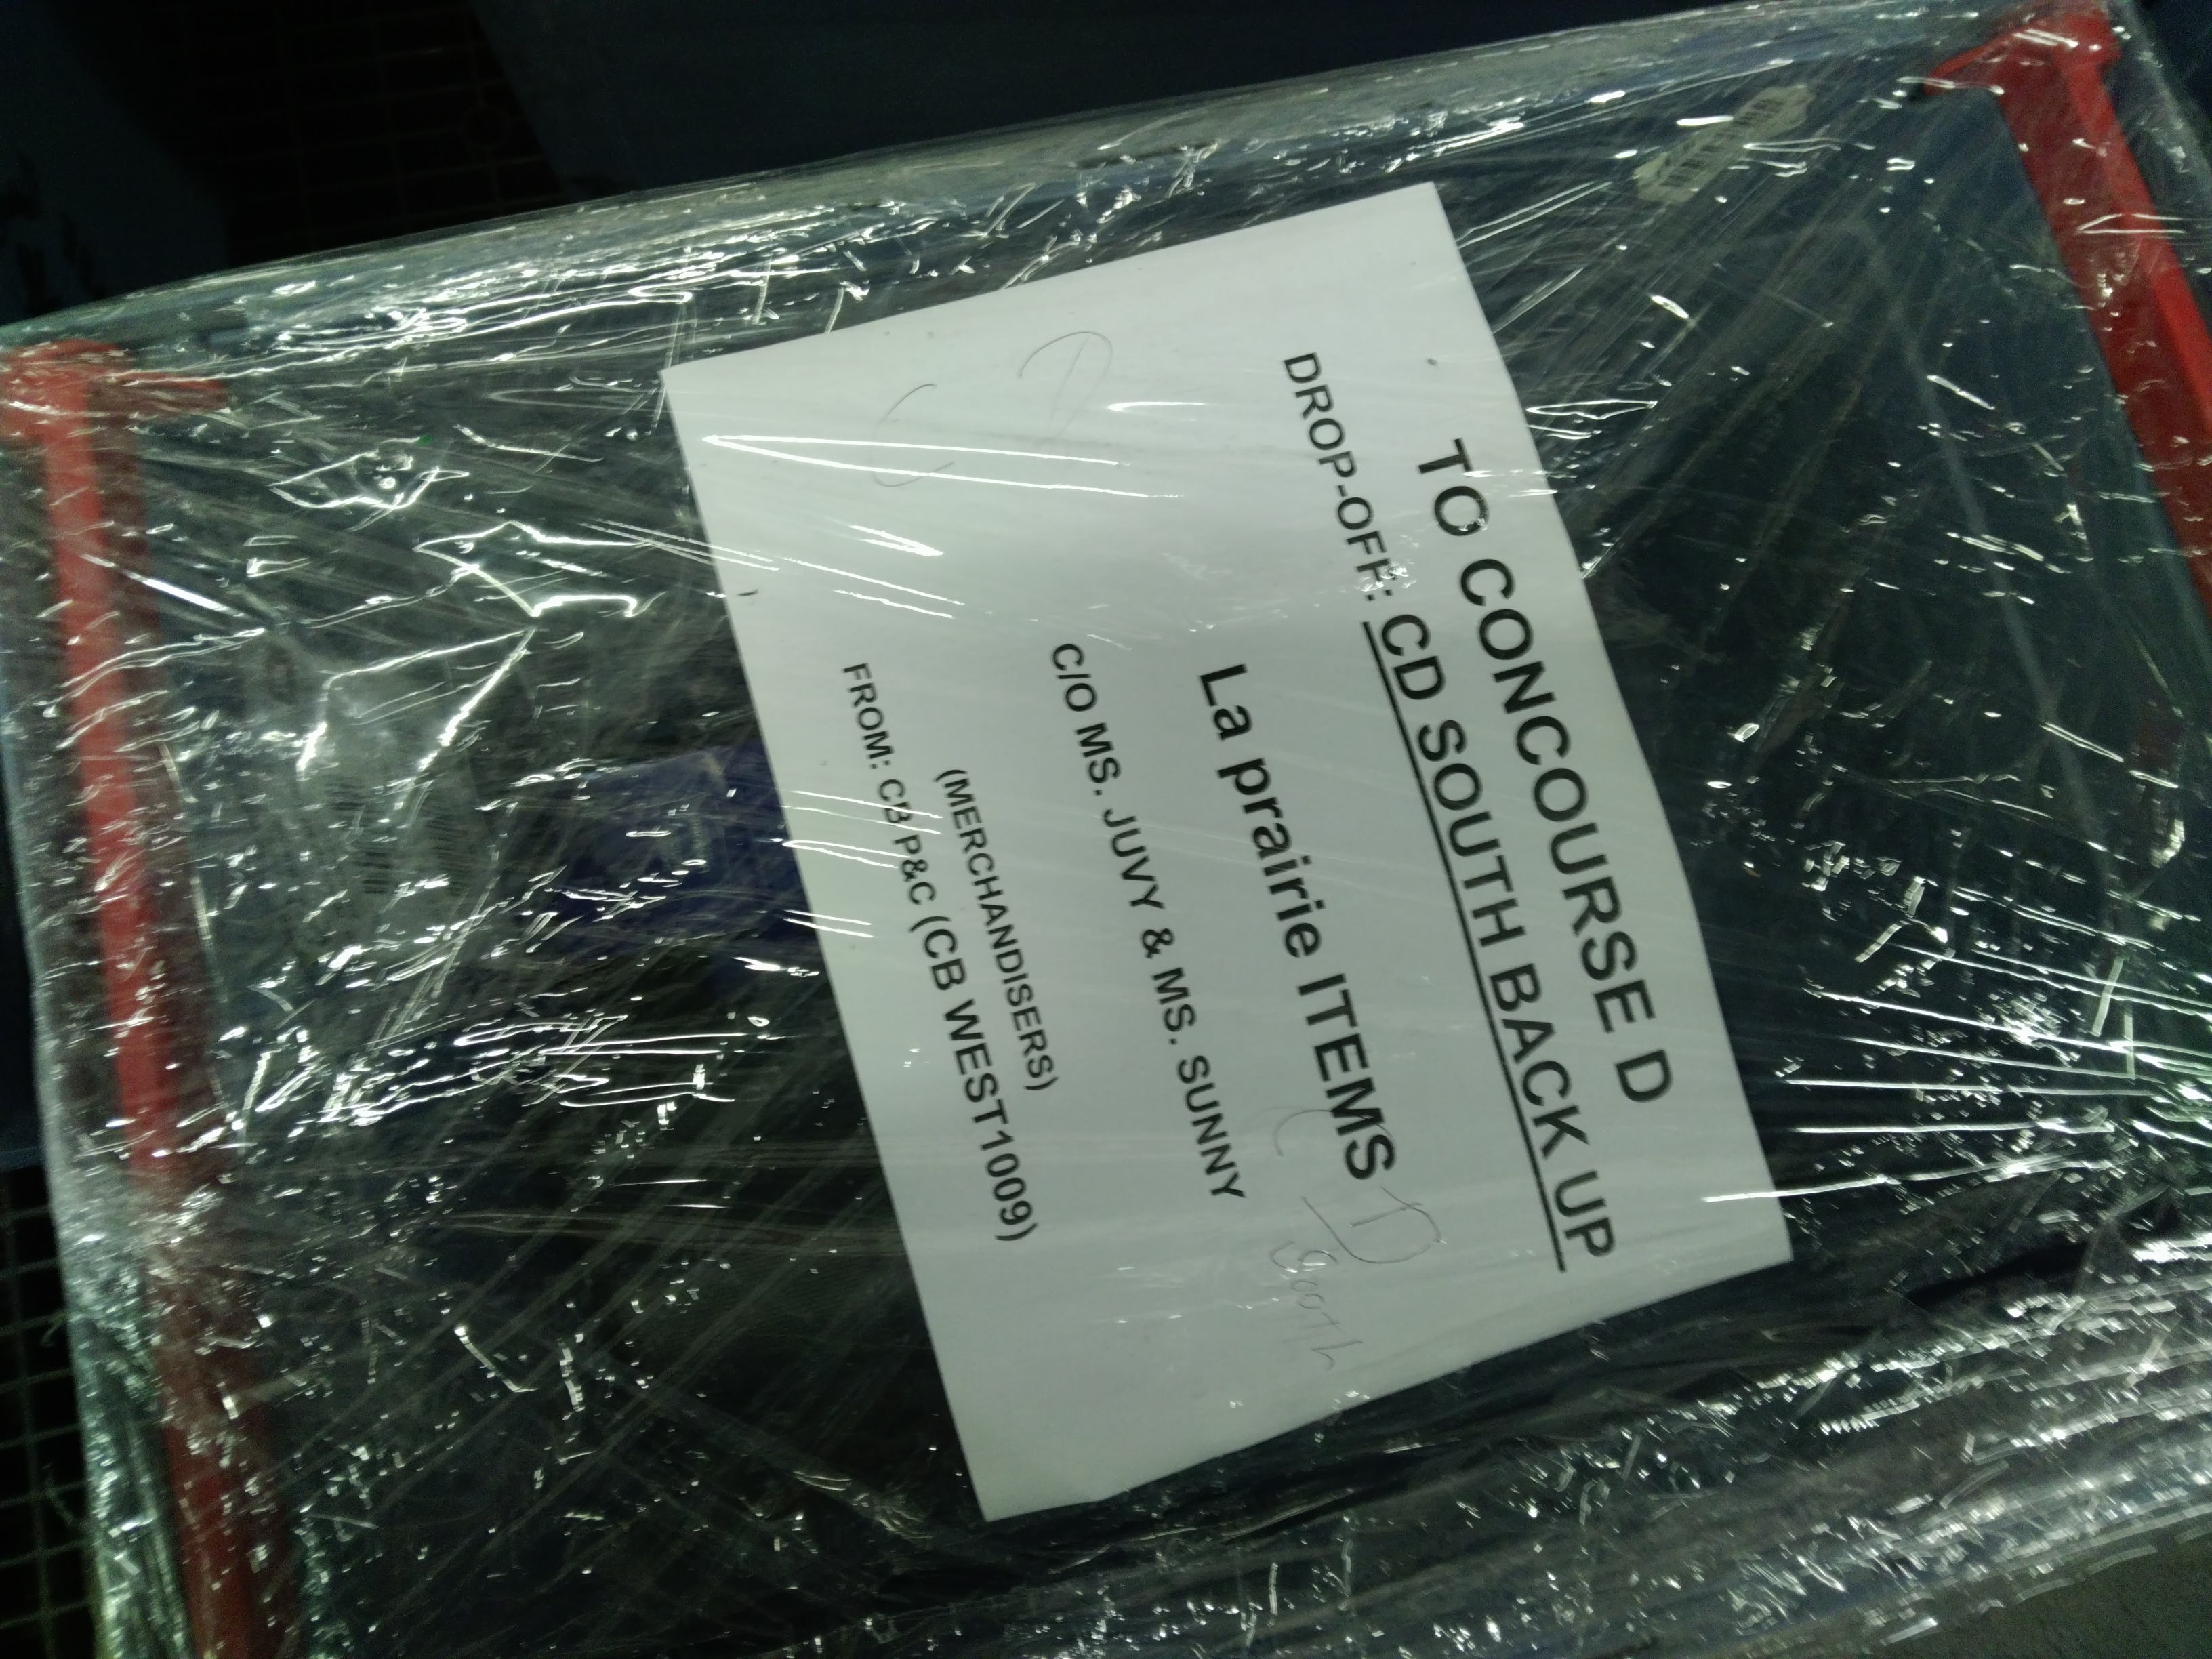 TO CONCOURSE D
DROP-OFF: CD SOUTH BACK UP
La prairie ITEMS
C D
South
C/O MS. JUVY & MS. SUNNY
(MERCHANDISERS)
FROM: CB P&C (CB WEST1009)